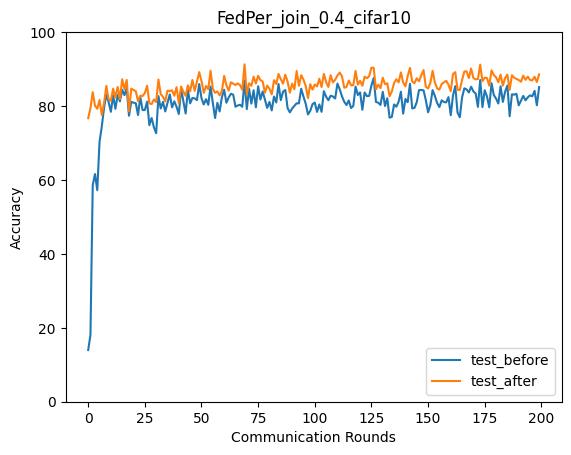 FedPer_join_0.4_cifar10
100
80
60
40
20
0
Accuracy
0 25 50 75 100 125 150 175 200
Communication Rounds
test_before
test_after